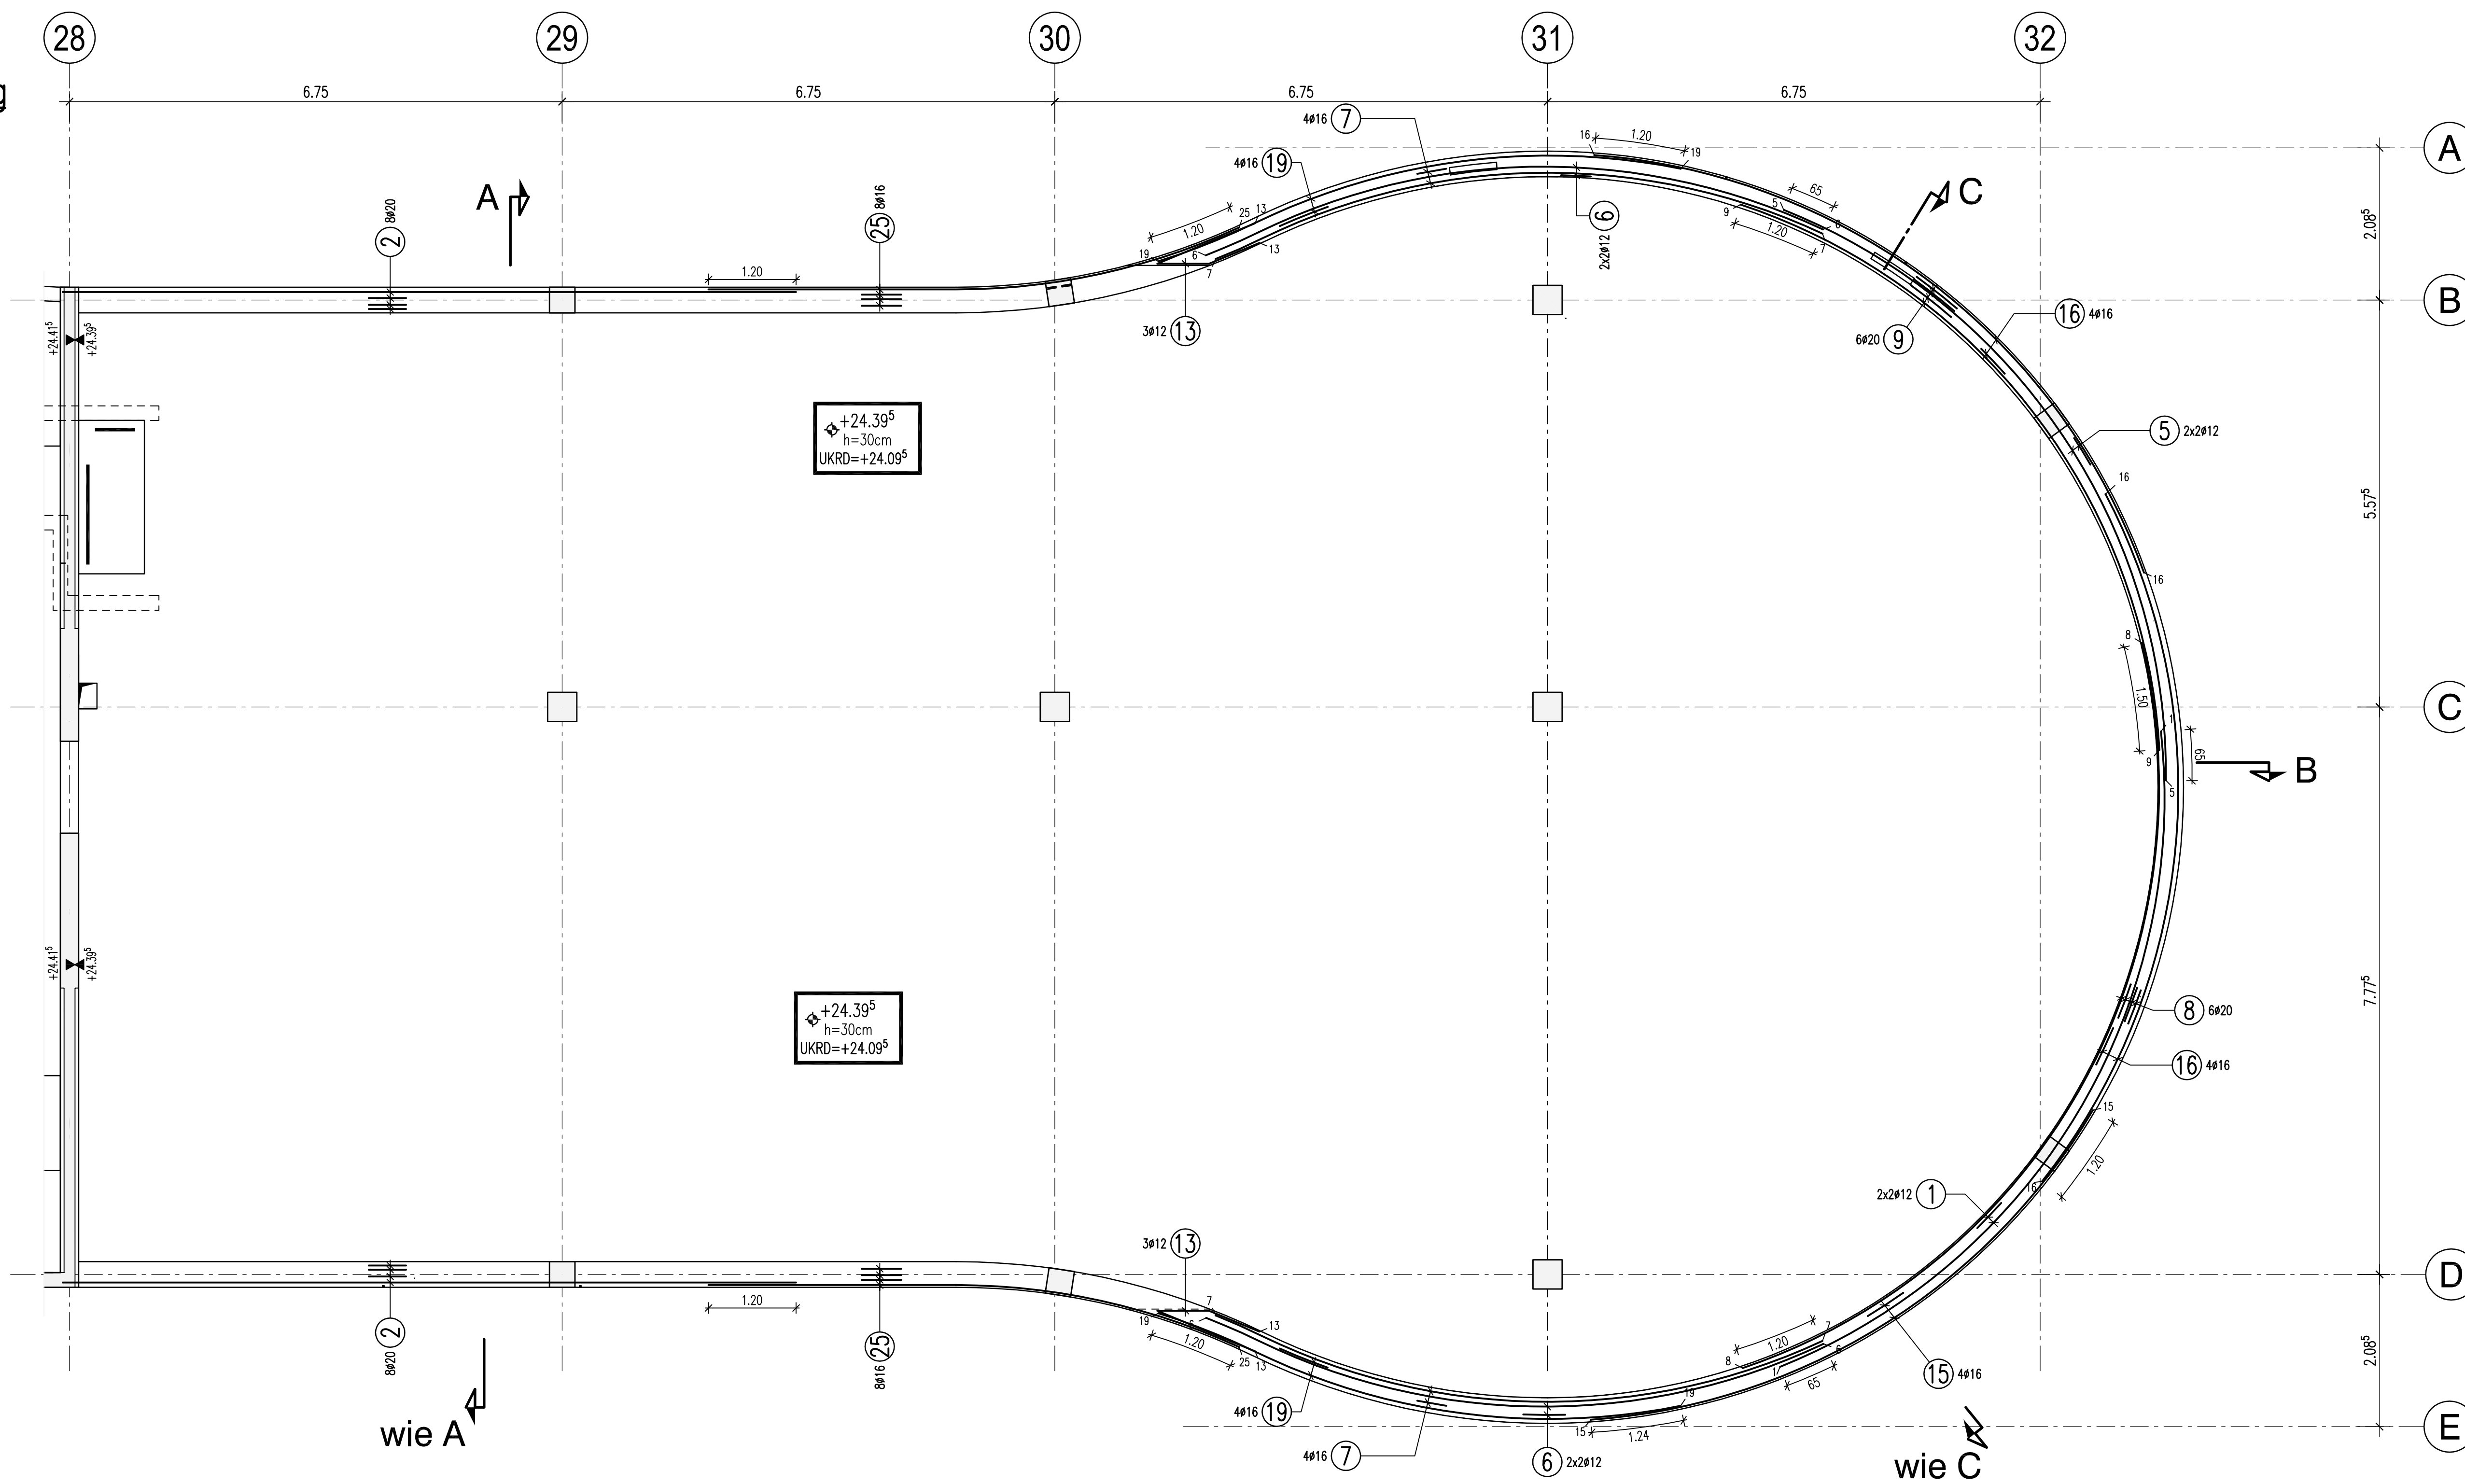 28
29
30
31
32
g
6.75
6.75
6.75
6.75
A
B
C
D
E
2.08⁵
5.57⁵
7.77⁵
2.08⁵
4ø16 7
4ø16 19
16
1.20
19
65
5
6
9
1.20
7
C
6
2x2ø12
A
8ø20
2
8ø16
25
1.20
25
13
1.20
19
6
7
13
3ø12 13
6ø20 9
16 4ø16
5 2x2ø12
16
16
+24.41⁵
+24.39⁵
+24.39⁵
h=30cm
UKRD=+24.09⁵
8
1.50
9
1
65
5
B
+24.41⁵
+24.39⁵
+24.39⁵
h=30cm
UKRD=+24.09⁵
8 6ø20
16 4ø16
15
1.20
16
2x2ø12 1
3ø12 13
7
6
19
13
1.20
25
13
1.20
2
8ø20
25
8ø16
wie A
4ø16 19
4ø16 7
6 2x2ø12
15
1.24
19
8
1.20
7
6
1
65
15 4ø16
wie C